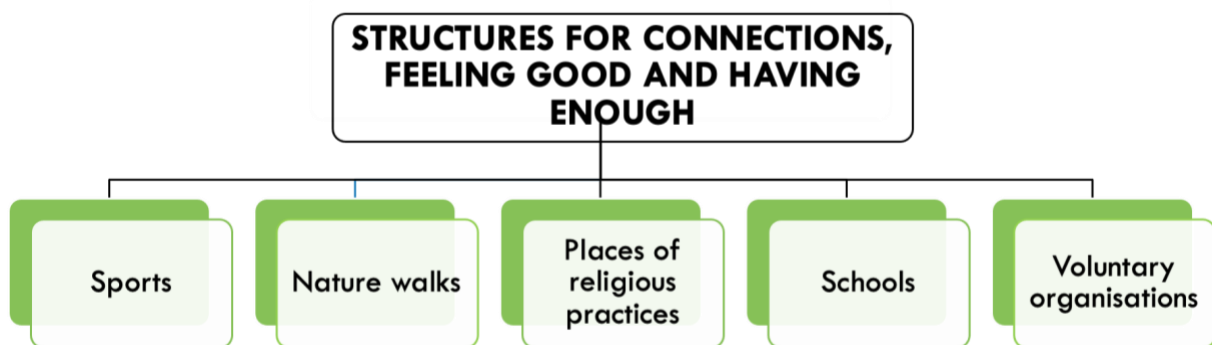 STRUCTURES FOR CONNECTIONS,
FEELING GOOD AND HAVING
ENOUGH
Sports
Nature walks
Places of
religious
practices
Schools
Voluntary
organisations